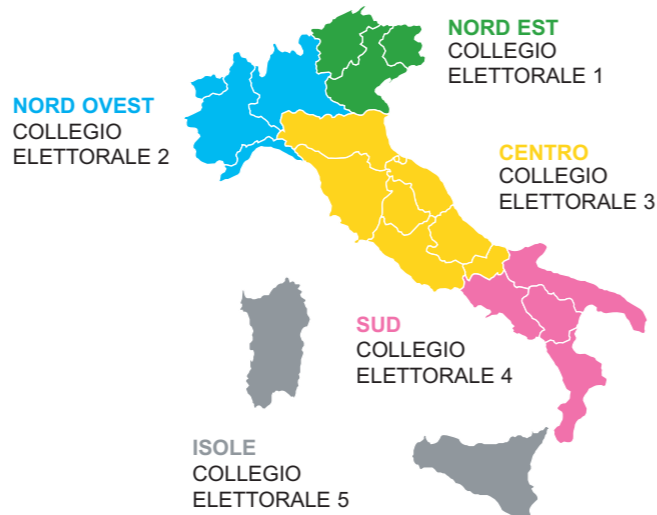 NORD EST
COLLEGIO
ELETTORALE 1
NORD OVEST
COLLEGIO
ELETTORALE 2
CENTRO
COLLEGIO
ELETTORALE 3
SUD
COLLEGIO
ELETTORALE 4
ISOLE
COLLEGIO
ELETTORALE 5